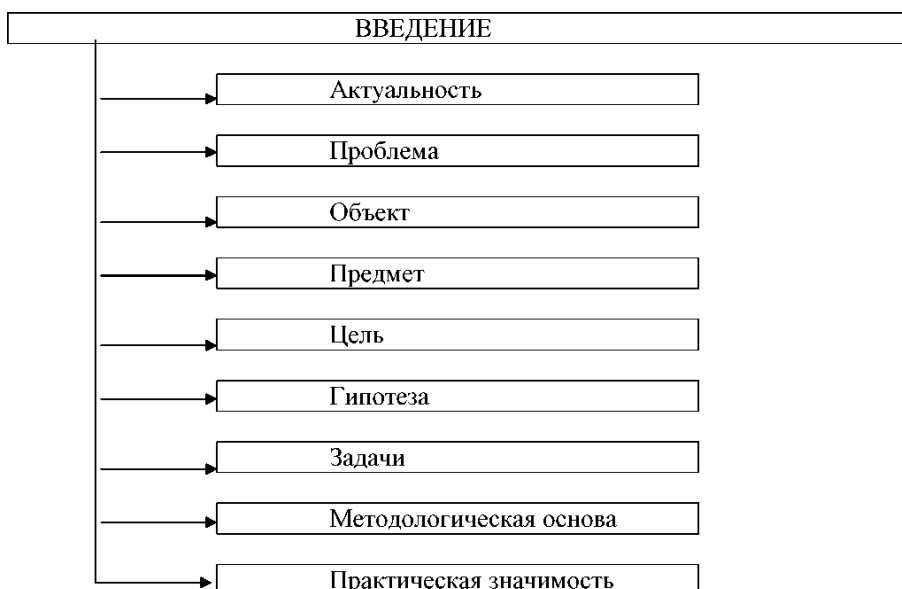 ВВЕДЕНИЕ
Актуальность
Проблема
Объект
Предмет
Цель
Гипотеза
Задачи
Методологическая основа
Практическая значимость